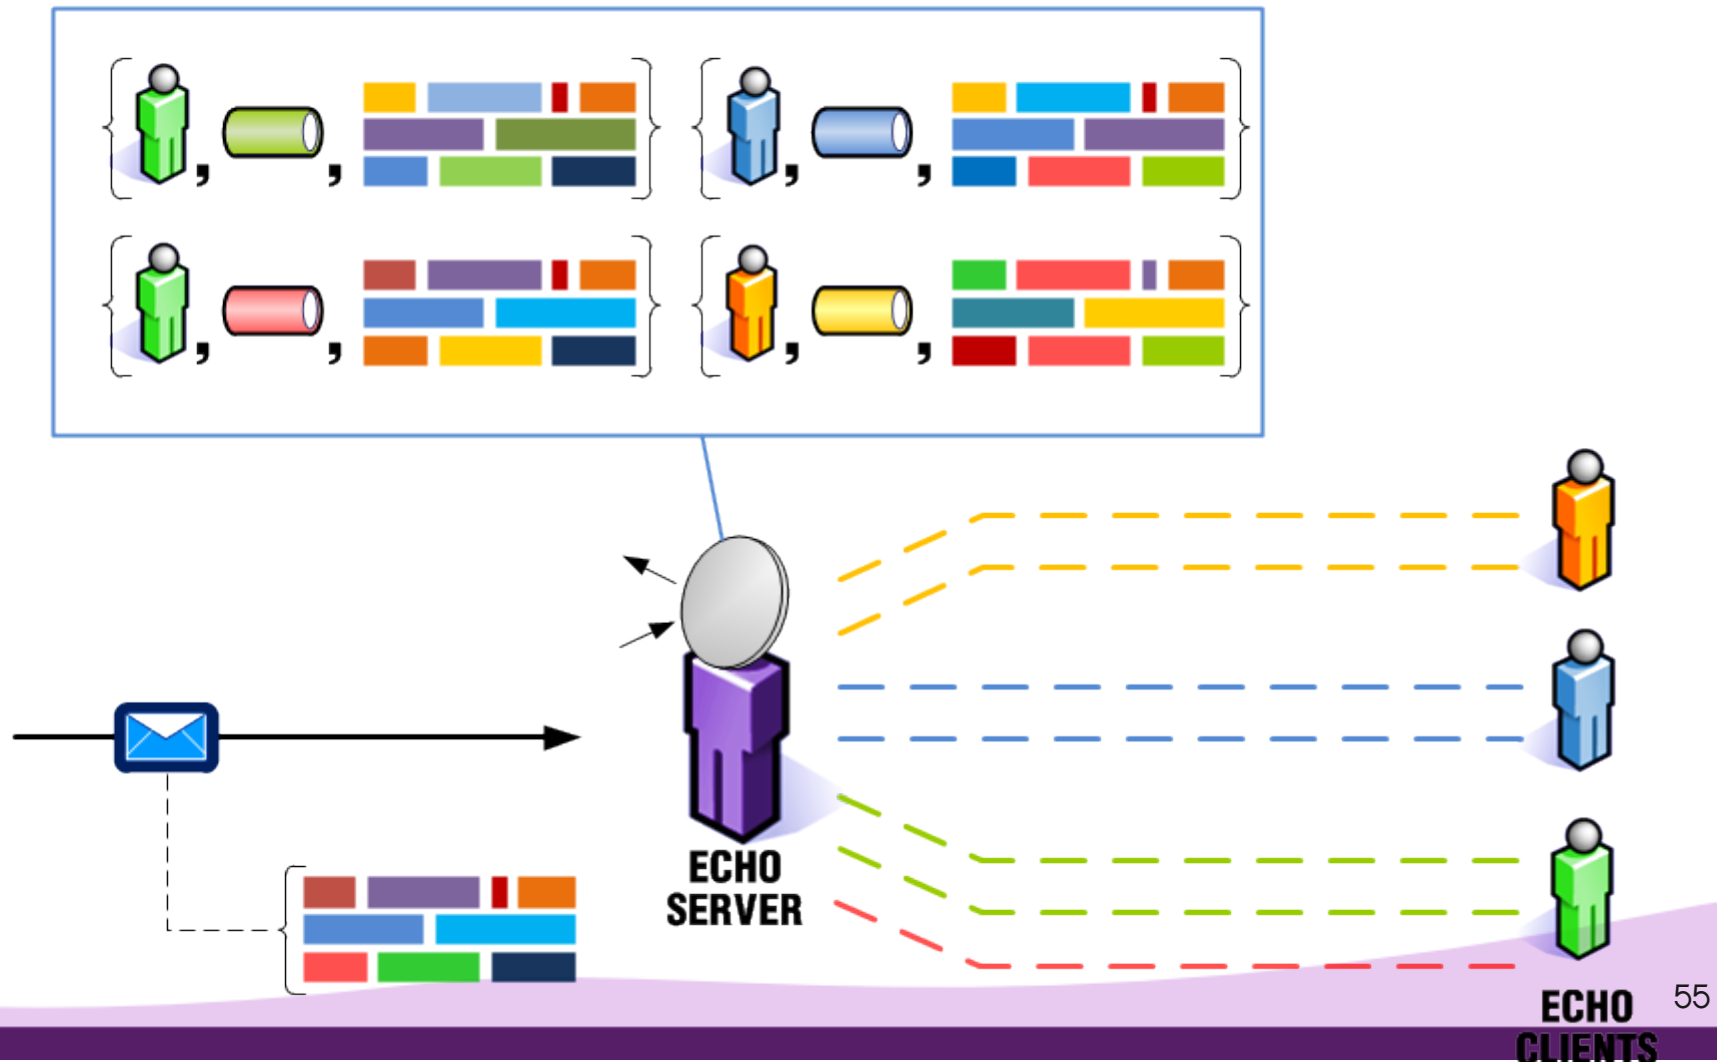 ,
,
,
,
,
,
,
,
ECHO
SERVER
ECHO
CLIENTS
55